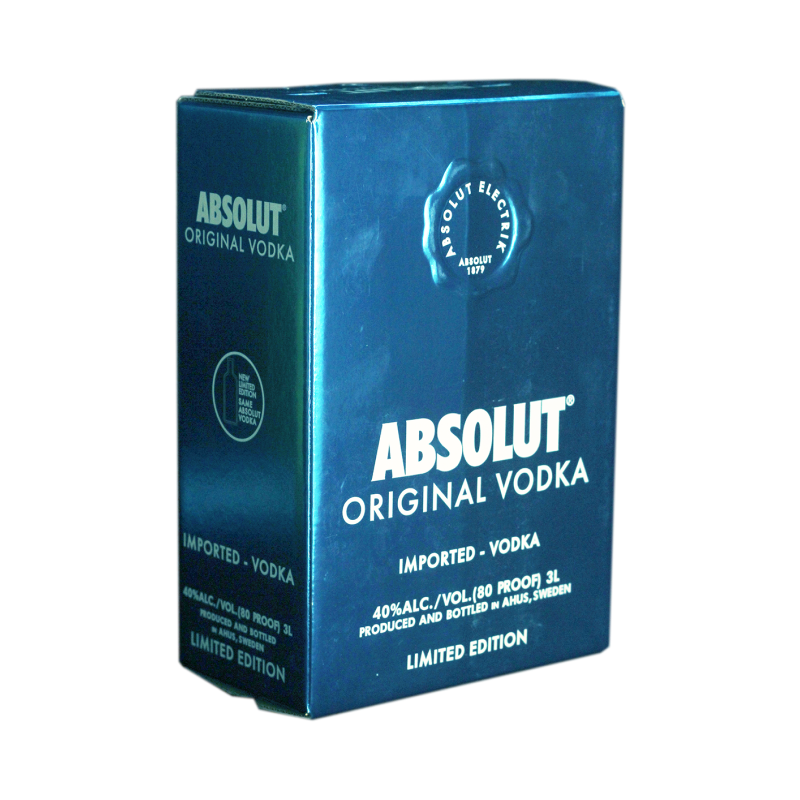 ABSOLUT®
ORIGINAL VODKA
NEW
LIMITED
EDITION
SAME
ABSOLUT
VODKA
IMPORTED - VODKA
40%ALC./VOL.(80 PROOF) 3L
PRODUCED AND BOTTLED
IN AHUS, SWEDEN
LIMITED EDITION
ABSOLUT ELECTRIK
ABSOLUT
1879
ABSOLUT®
ORIGINAL VODKA
IMPORTED - VODKA
40%ALC./VOL.(80 PROOF) 3L
PRODUCED AND BOTTLED IN AHUS, SWEDEN
LIMITED EDITION